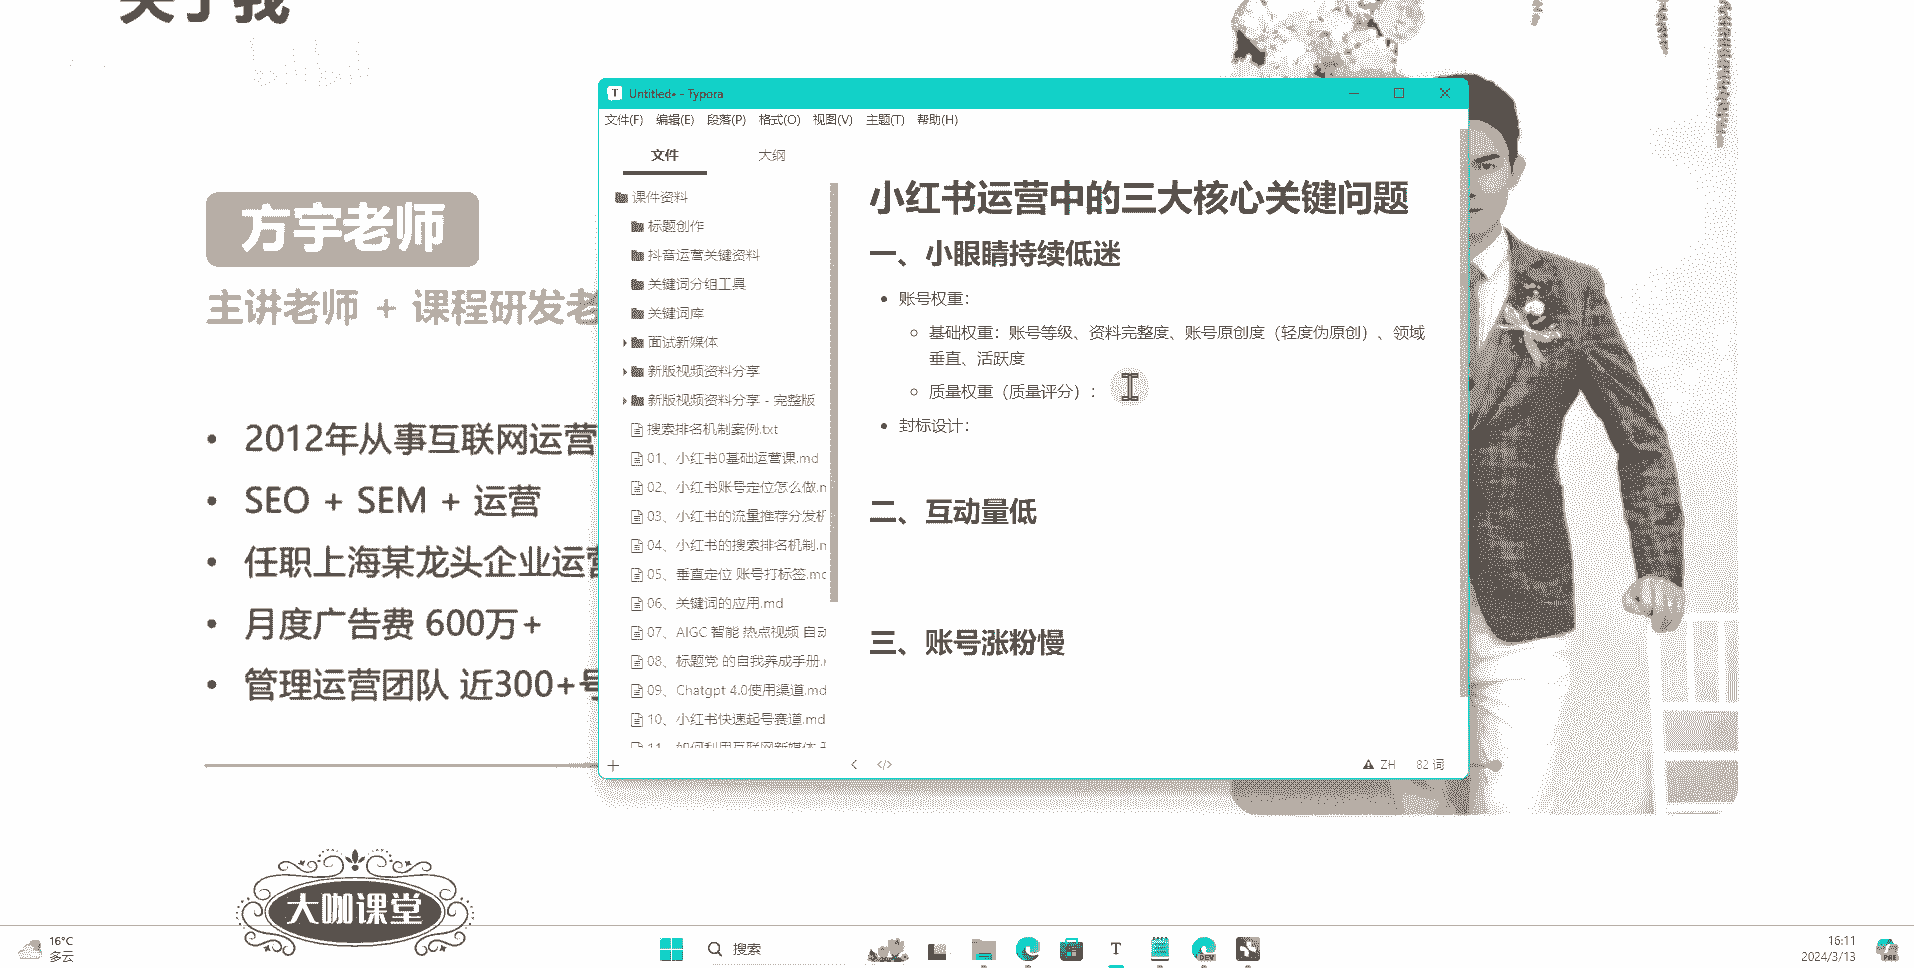 关于我
方宇老师
主讲老师 + 课程研发老
2012年从事互联网运营
SEO + SEM + 运营
任职上海某龙头企业运营
月度广告费 600万+
管理运营团队 近300+号
Untitled• - Typora
文件(F) 编辑(E) 段落(P) 格式(O) 视图(V) 主题(T) 帮助(H)
文件 大纲
课件资料
标题创作
抖音运营关键资料
关键词分组工具
关键词库
面试新媒体
新版视频资料分享
新版视频资料分享 - 完整版
搜索排名机制案例.txt
01、小红书0基础运营课.md
02、小红书账号定位怎么做.m
03、小红书的流量推荐分发机
04、小红书的搜索排名机制.m
05、垂直定位 账号打标签.md
06、关键词的应用.md
07、AIGC 智能 热点视频 自动
08、标题党 的自我养成手册.m
09、Chatgpt 4.0使用渠道.md
10、小红书快速起号赛道.md
11、如何利用互联网新媒体
小红书运营中的三大核心关键问题
一、小眼睛持续低迷
账号权重：
基础权重：账号等级、资料完整度、账号原创度（轻度伪原创）、领域
垂直、活跃度
质量权重（质量评分）：
封标设计：
二、互动量低
三、账号涨粉慢
ZH 82 词
大咖课堂
16°C
多云
搜索
16:11
2024/3/13